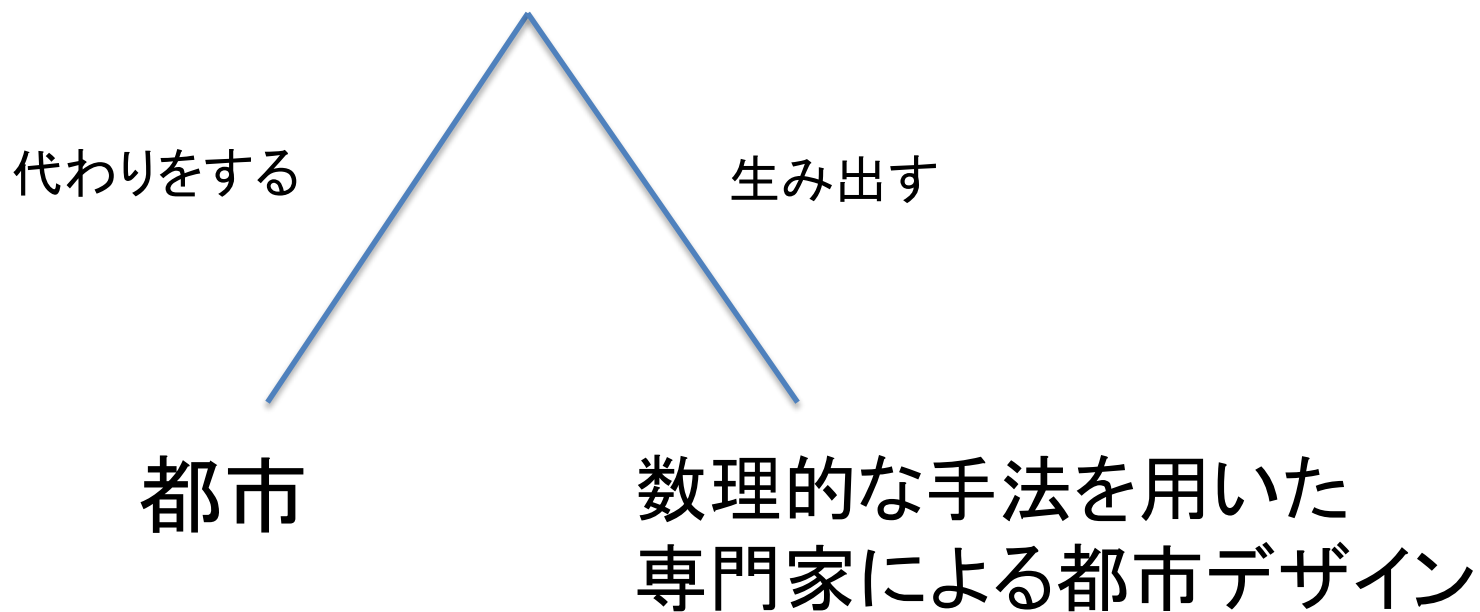 代わりをする
生み出す
都市
数理的な手法を用いた
専門家による都市デザイン